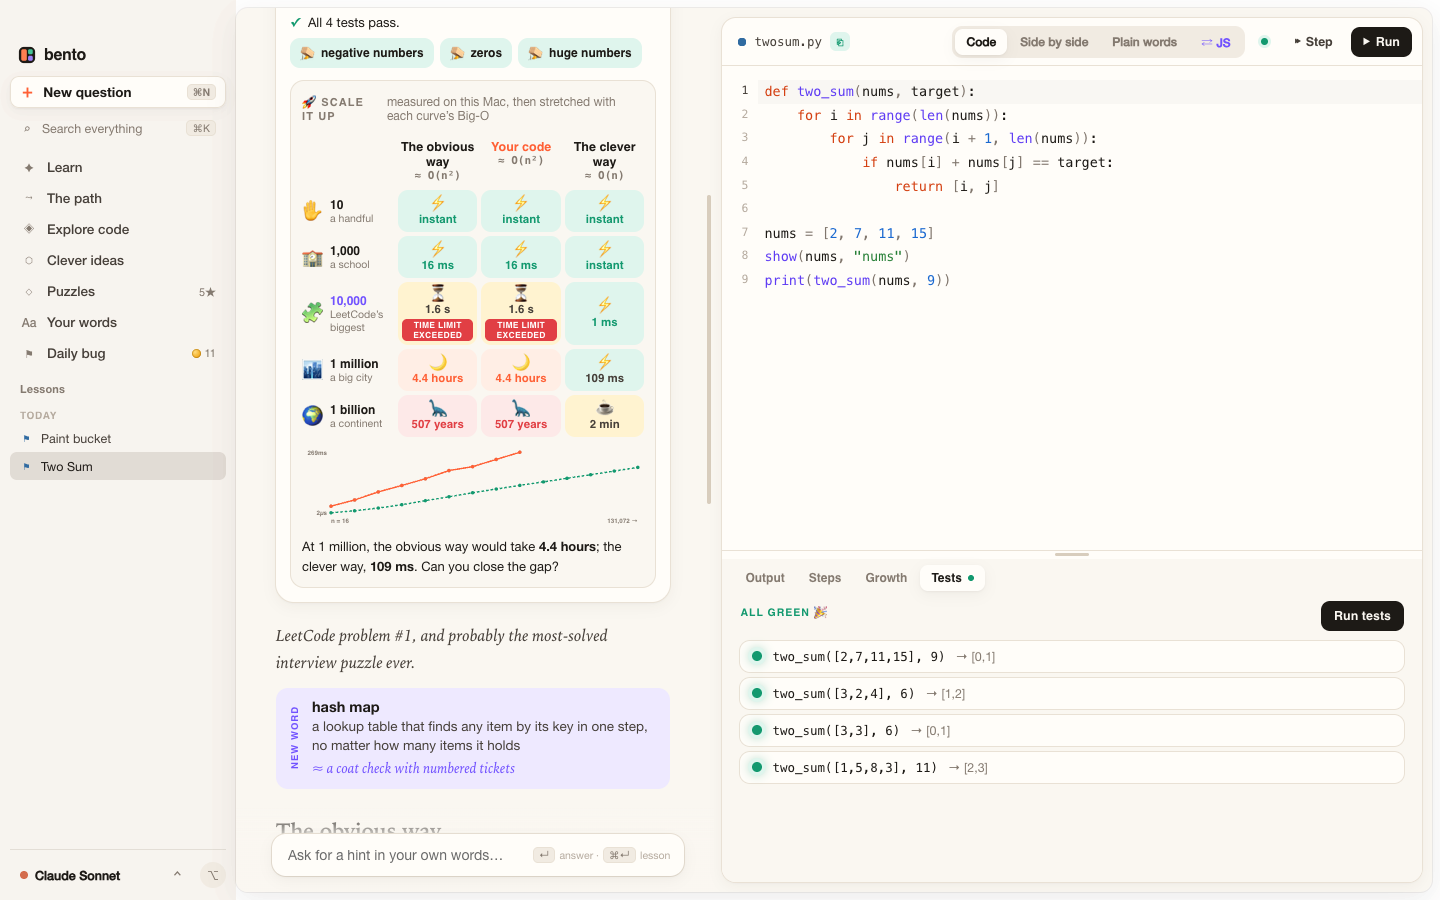 bento
New question ⌘N
Search everything ⌘K
Learn
The path
Explore code
Clever ideas
Puzzles 5★
Aa Your words
Daily bug 11
Lessons
TODAY
Paint bucket
Two Sum
Claude Sonnet
✓ All 4 tests pass.
negative numbers zeros huge numbers
SCALE IT UP
measured on this Mac, then stretched with
each curve's Big-O
The obvious way ≈ O(n²)
Your code ≈ O(n²)
The clever way ≈ O(n)
10 a handful instant instant instant
1,000 a school 16 ms 16 ms instant
10,000 LeetCode's biggest 1.6 s TIME LIMIT EXCEEDED 1.6 s TIME LIMIT EXCEEDED 1 ms
1 million a big city 4.4 hours 4.4 hours 109 ms
1 billion a continent 507 years 507 years 2 min
269ms
2µs
n = 16 131,072 →
At 1 million, the obvious way would take 4.4 hours; the
clever way, 109 ms. Can you close the gap?
LeetCode problem #1, and probably the most-solved
interview puzzle ever.
NEW WORD
hash map
a lookup table that finds any item by its key in one step,
no matter how many items it holds
≈ a coat check with numbered tickets
The obvious way
Ask for a hint in your own words… ↵ answer · ⌘↵ lesson
twosum.py
Code Side by side Plain words ⇄ JS
Step
Run
1 def two_sum(nums, target):
2     for i in range(len(nums)):
3         for j in range(i + 1, len(nums)):
4             if nums[i] + nums[j] == target:
5                 return [i, j]
6
7 nums = [2, 7, 11, 15]
8 show(nums, "nums")
9 print(two_sum(nums, 9))
Output Steps Growth Tests
ALL GREEN
Run tests
two_sum([2,7,11,15], 9) → [0,1]
two_sum([3,2,4], 6) → [1,2]
two_sum([3,3], 6) → [0,1]
two_sum([1,5,8,3], 11) → [2,3]